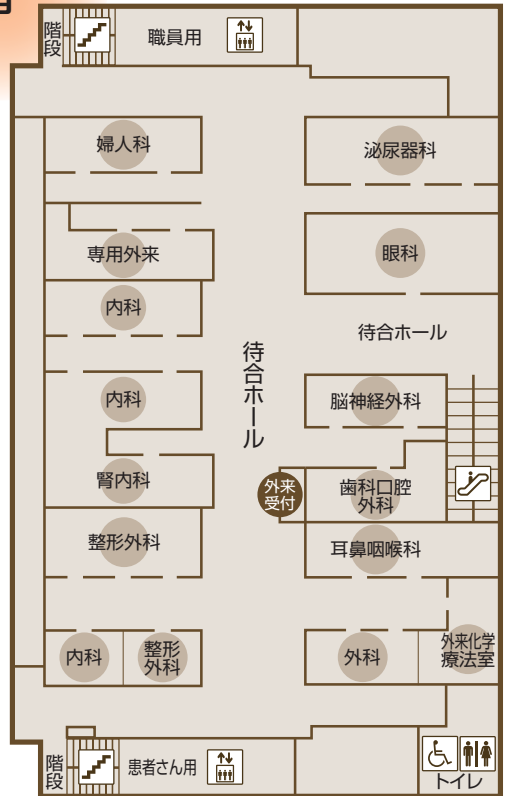 階段
職員用
婦人科
泌尿器科
専用外来
眼科
内科
待合ホール
待合ホール
内科
脳神経外科
腎内科
外来
受付
歯科口腔
外科
整形外科
耳鼻咽喉科
内科
整形
外科
外科
外来化学
療法室
階段
患者さん用
トイレ